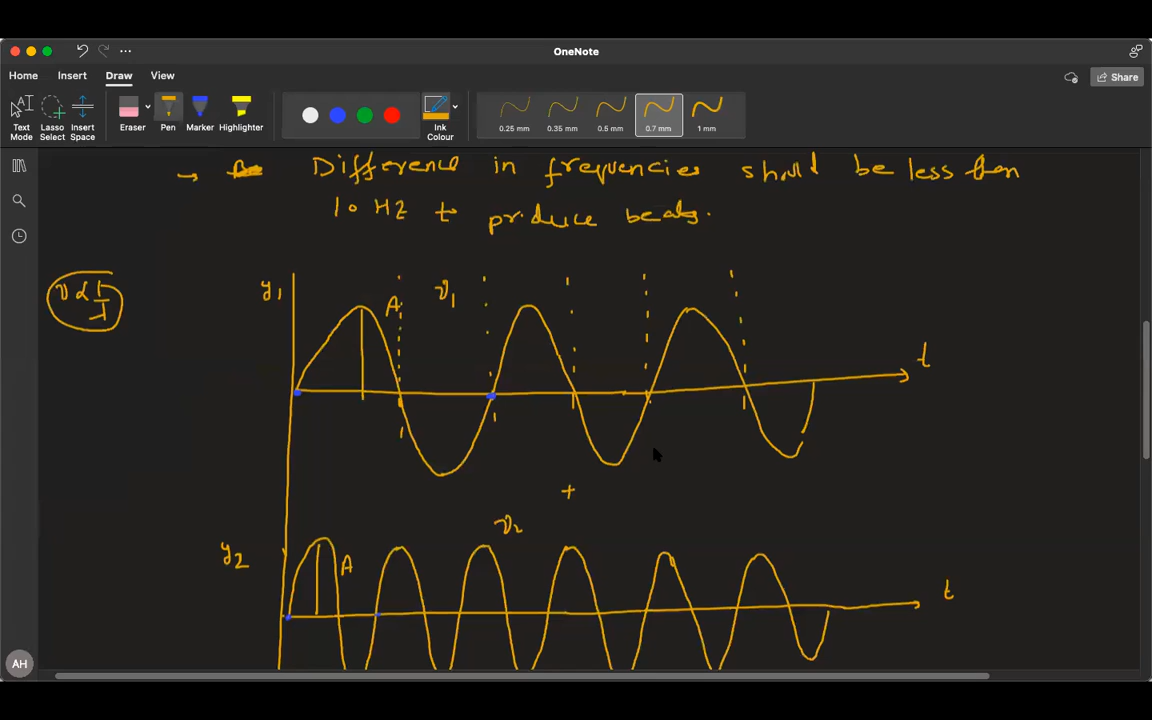 OneNote
Home Insert Draw View
Share
Text Mode
Lasso Select
Insert Space
Eraser
Pen
Marker
Highlighter
Ink Colour
0.25 mm
0.35 mm
0.5 mm
0.7 mm
1 mm
→ Difference in frequencies should be less then
10 HZ to produce beats.
ν ∝ 1/T
y1
A
ν1
t
+
ν2
y2
A
t
AH